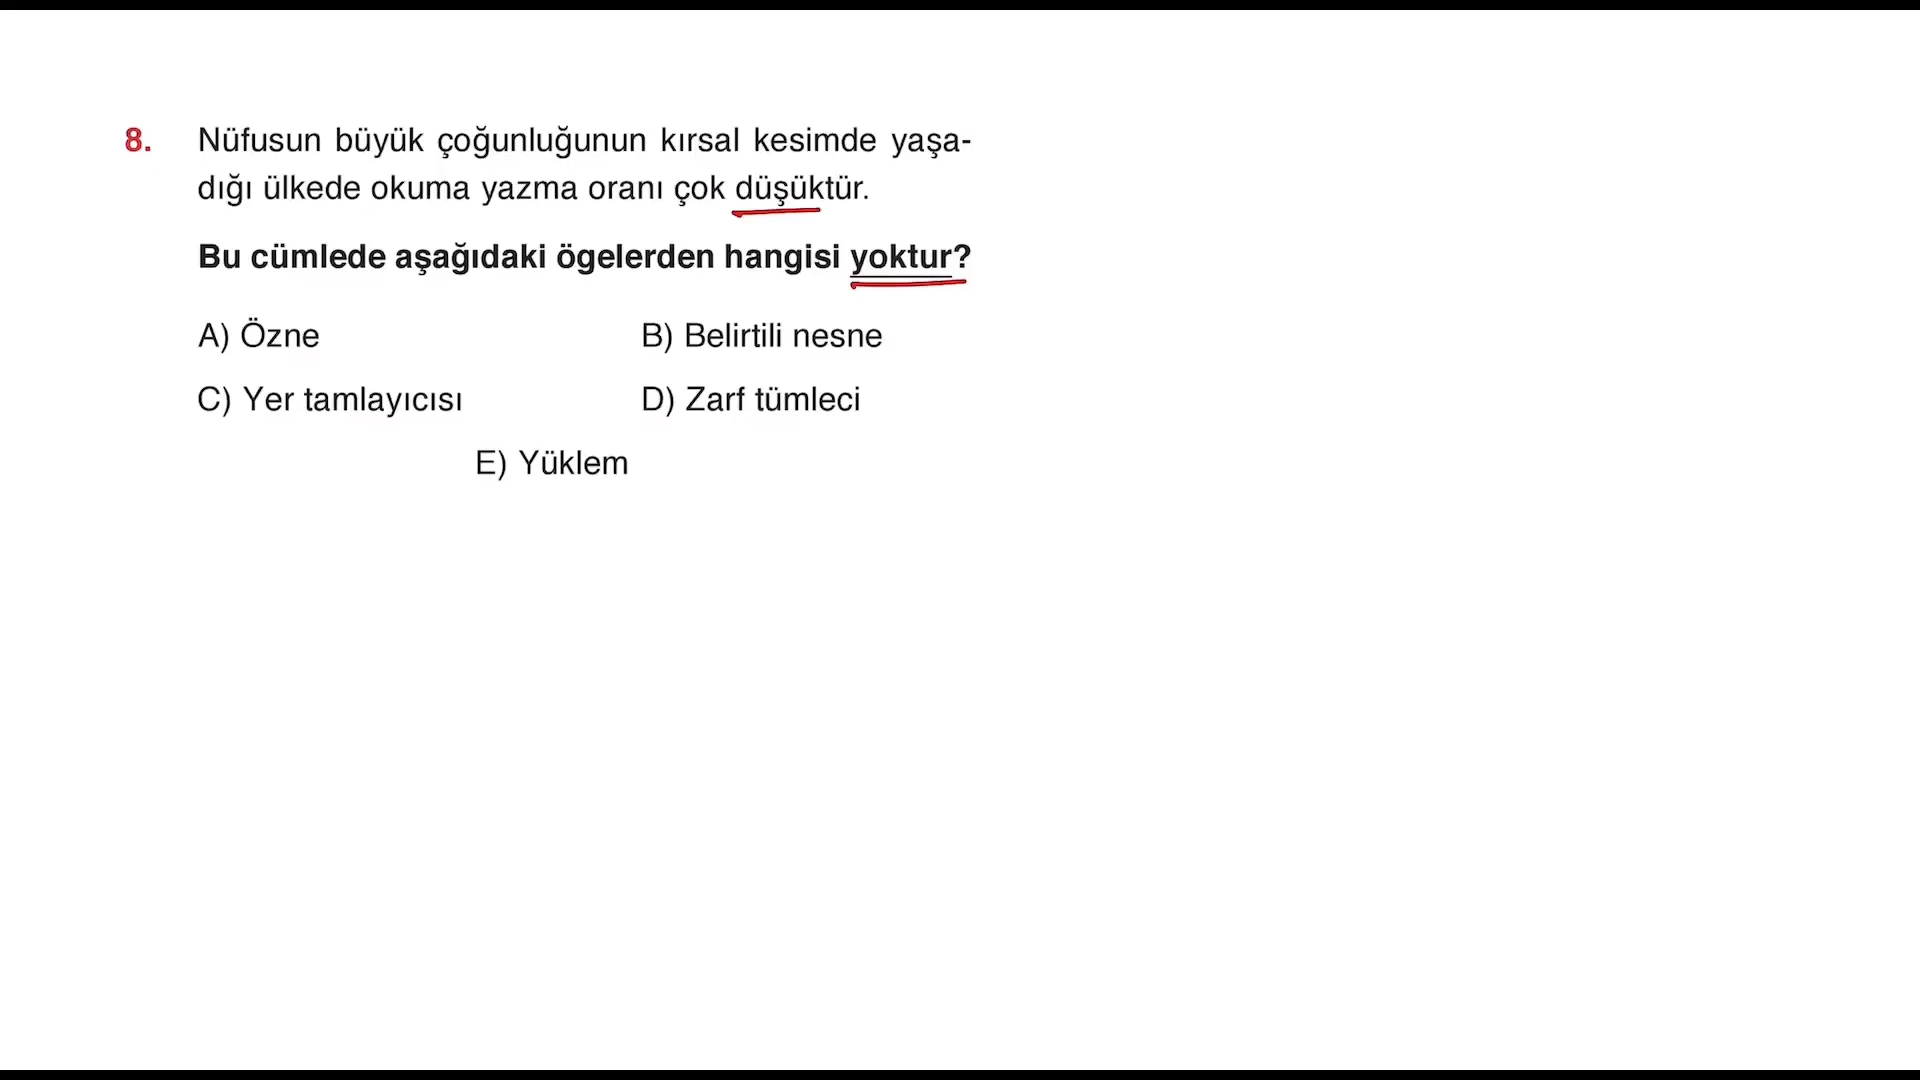 8. Nüfusun büyük çoğunluğunun kırsal kesimde yaşa-
dığı ülkede okuma yazma oranı çok düşüktür.
Bu cümlede aşağıdaki ögelerden hangisi yoktur?
A) Özne B) Belirtili nesne
C) Yer tamlayıcısı D) Zarf tümleci
E) Yüklem